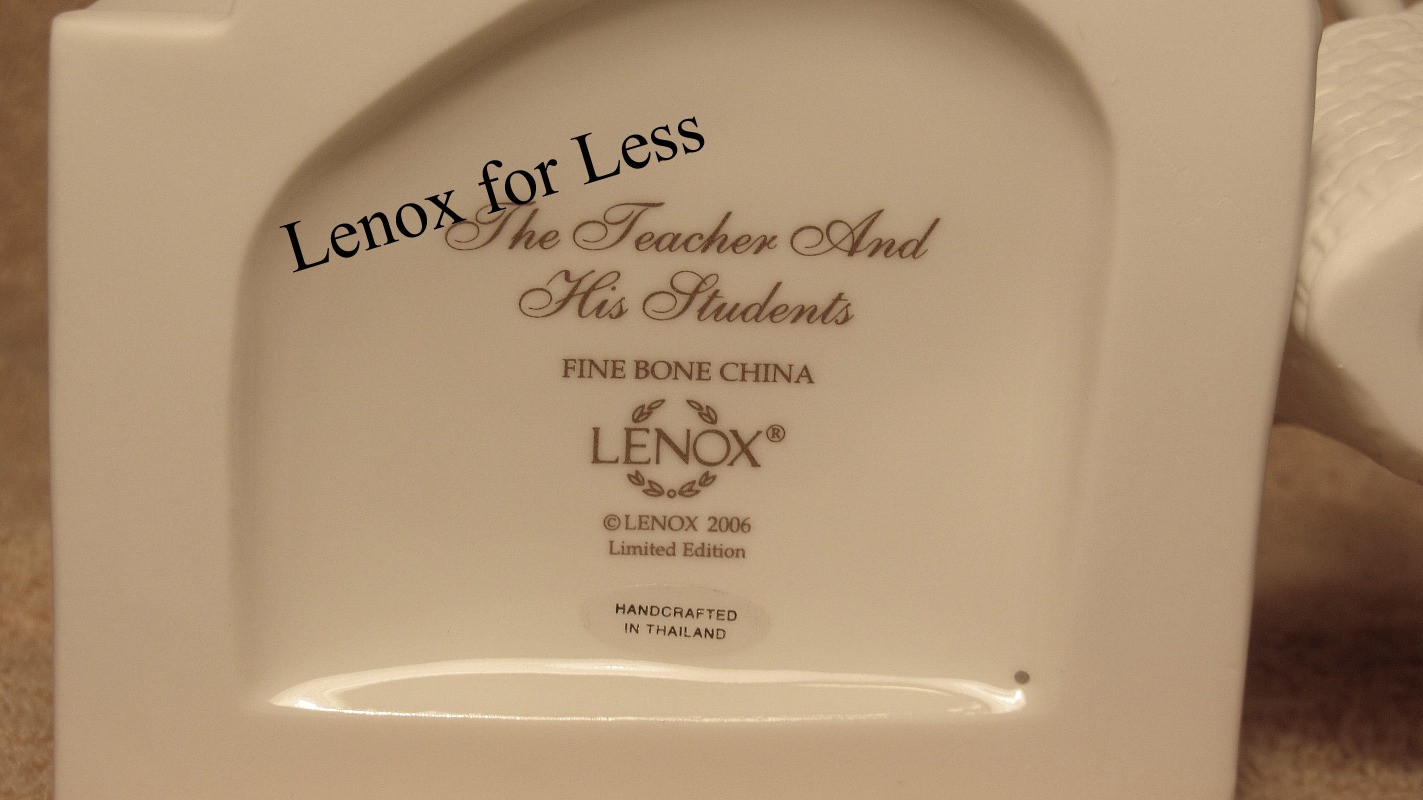 Lenox for Less
The Teacher And
His Students
FINE BONE CHINA
LENOX®
© LENOX 2006
Limited Edition
HANDCRAFTED
IN THAILAND